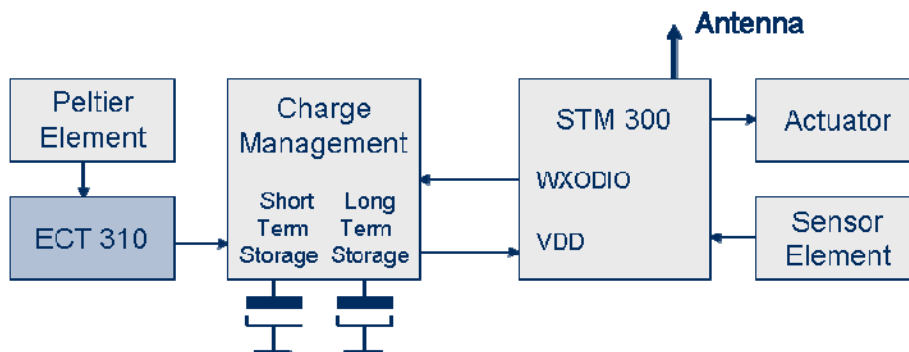 Antenna
Peltier
Element
ECT 310
Charge
Management
Short
Term
Storage
Long
Term
Storage
STM 300
WXODIO
VDD
Actuator
Sensor
Element